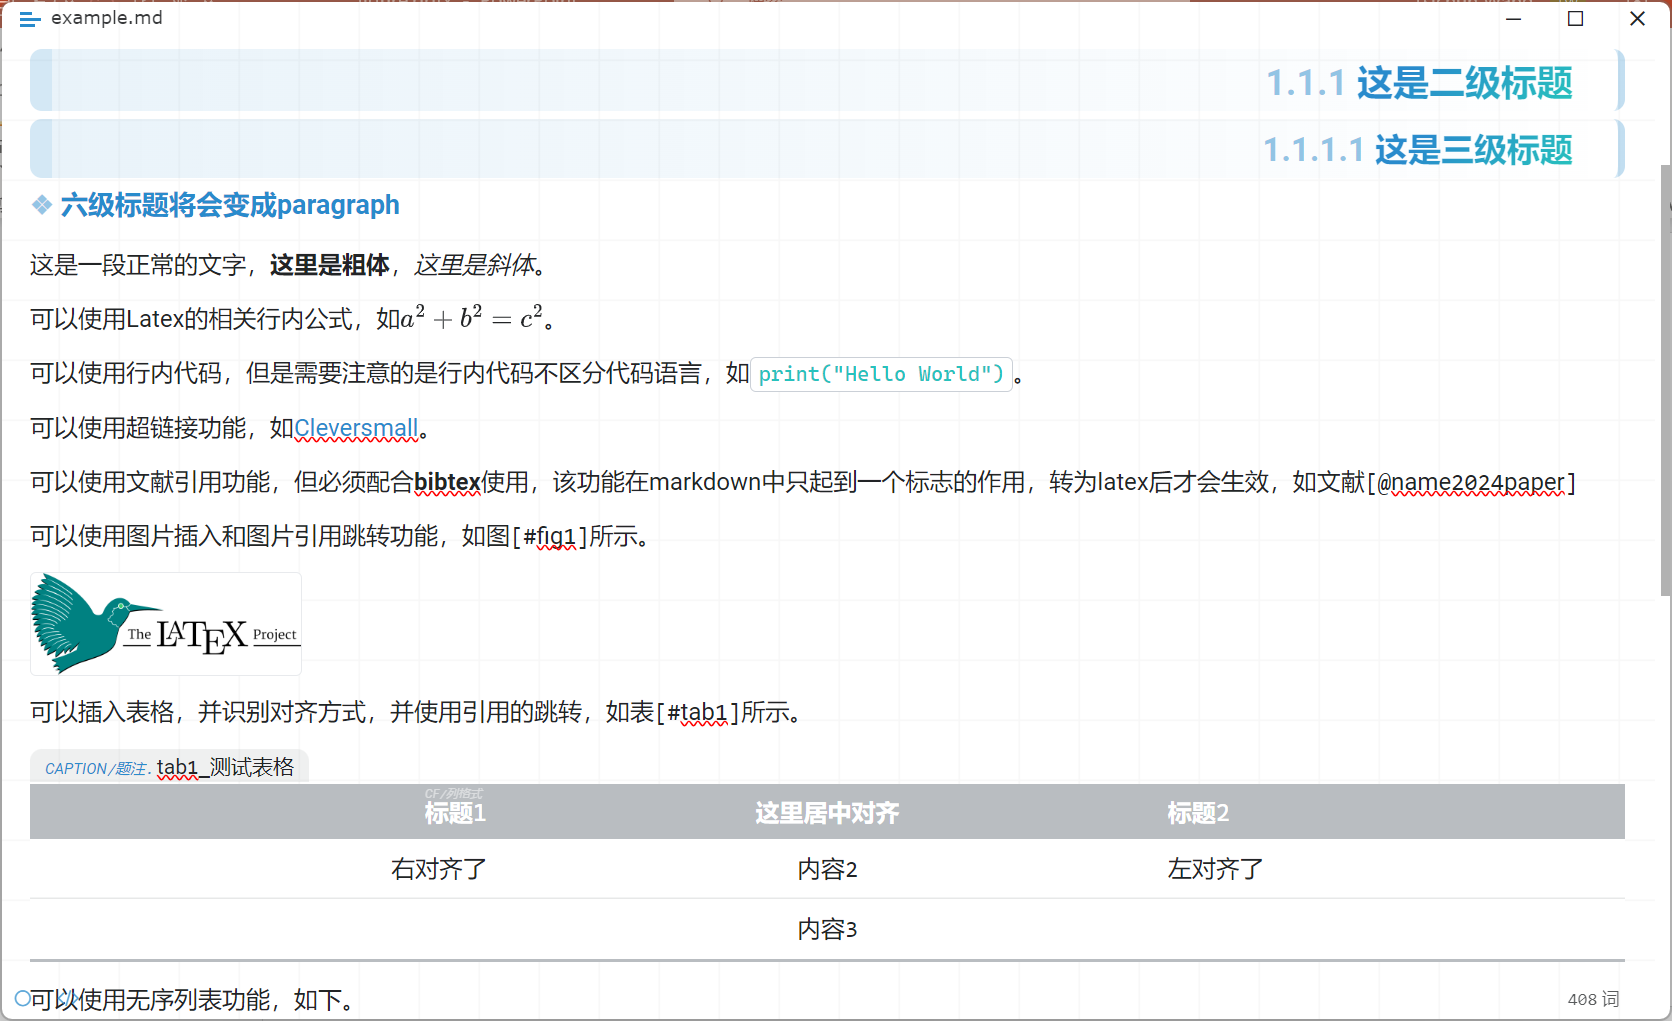 example.md
1.1.1 这是二级标题
1.1.1.1 这是三级标题
❖ 六级标题将会变成paragraph
这是一段正常的文字，这里是粗体，这里是斜体。
可以使用Latex的相关行内公式，如a² + b² = c²。
可以使用行内代码，但是需要注意的是行内代码不区分代码语言，如print("Hello World")。
可以使用超链接功能，如Cleversmall。
可以使用文献引用功能，但必须配合bibtex使用，该功能在markdown中只起到一个标志的作用，转为latex后才会生效，如文献[@name2024paper]
可以使用图片插入和图片引用跳转功能，如图[#fig1]所示。
The LATEX Project
可以插入表格，并识别对齐方式，并使用引用的跳转，如表[#tab1]所示。
CAPTION/题注. tab1_测试表格
CF/列格式
标题1 这里居中对齐 标题2
右对齐了 内容2 左对齐了
内容3
可以使用无序列表功能，如下。
408 词